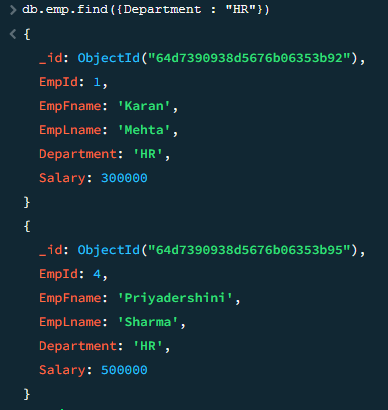 > db.emp.find({Department : "HR"})
< {
_id: ObjectId("64d7390938d5676b06353b92"),
EmpId: 1,
EmpFname: 'Karan',
EmpLname: 'Mehta',
Department: 'HR',
Salary: 300000
}
{
_id: ObjectId("64d7390938d5676b06353b95"),
EmpId: 4,
EmpFname: 'Priyadershini',
EmpLname: 'Sharma',
Department: 'HR',
Salary: 500000
}